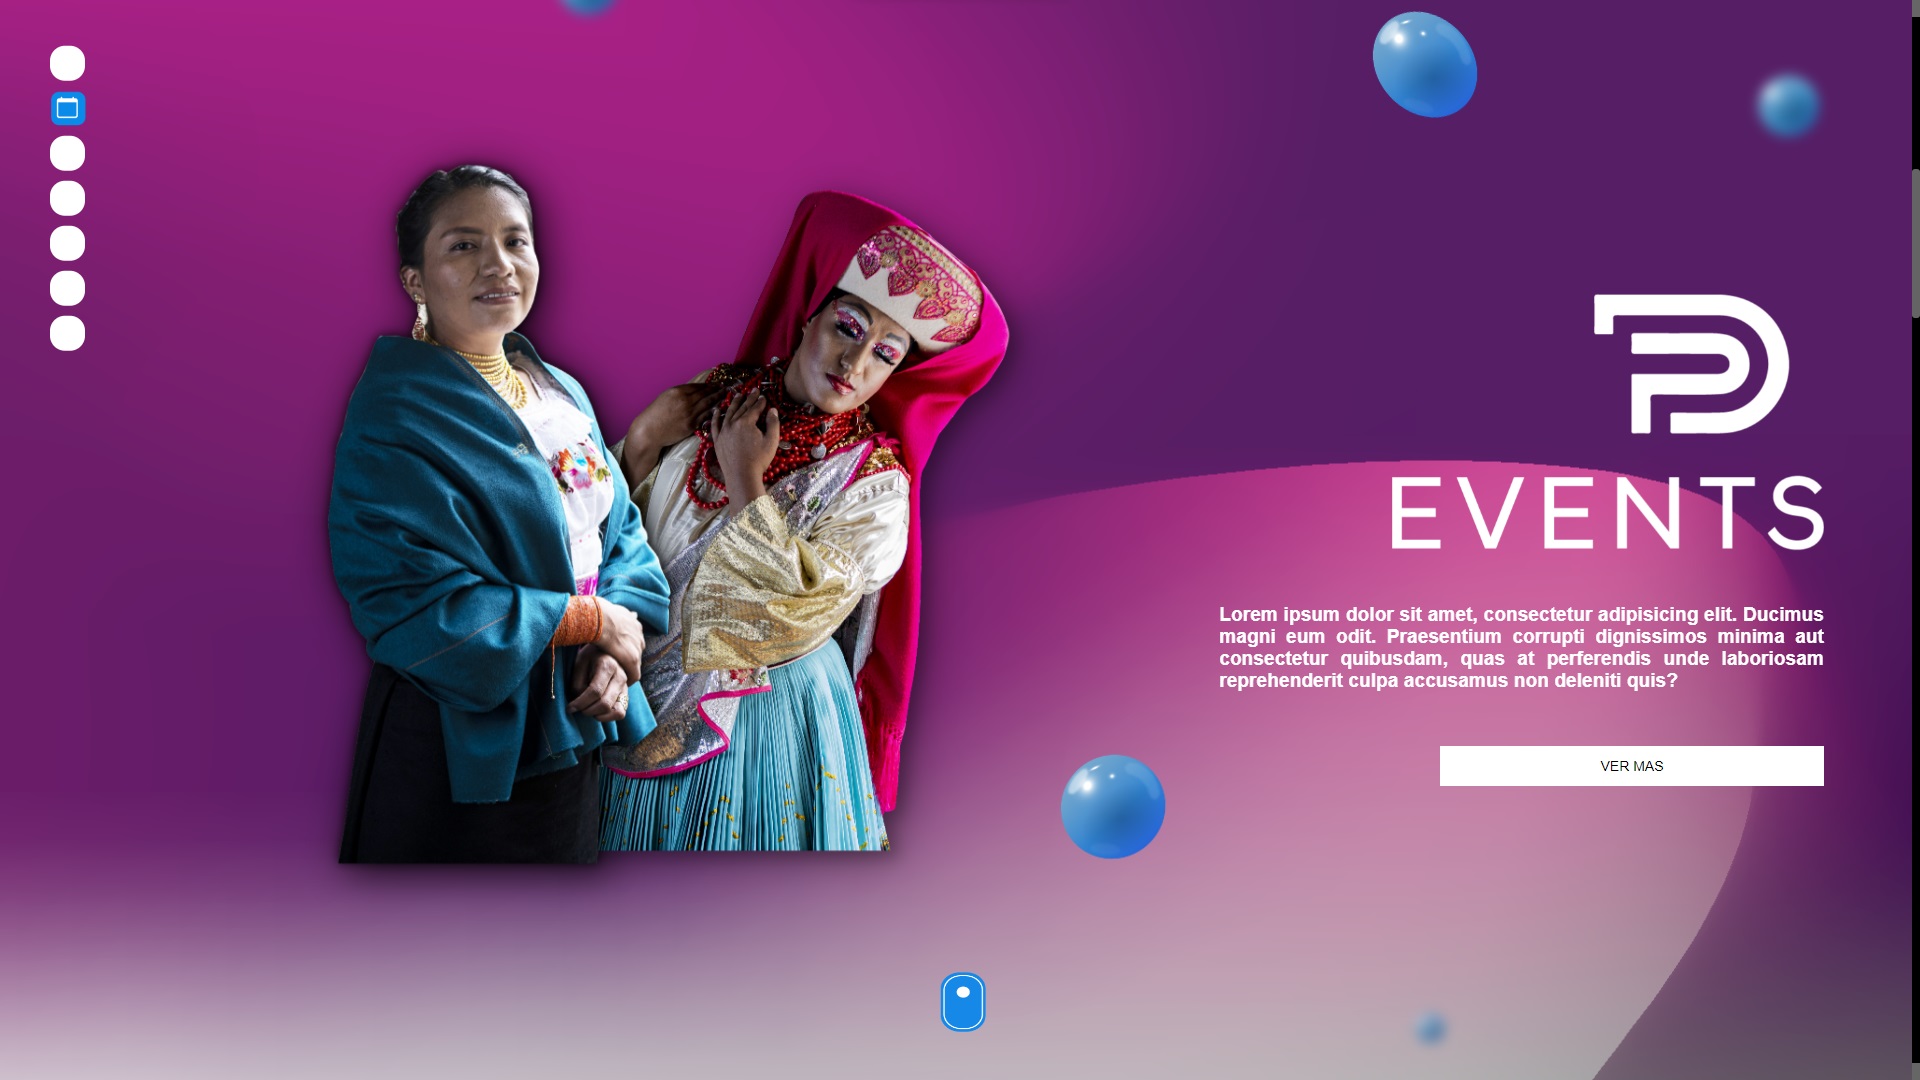 EVENTS
Lorem ipsum dolor sit amet, consectetur adipisicing elit. Ducimus
magni eum odit. Praesentium corrupti dignissimos minima aut
consectetur quibusdam, quas at perferendis unde laboriosam
reprehenderit culpa accusamus non deleniti quis?
VER MAS